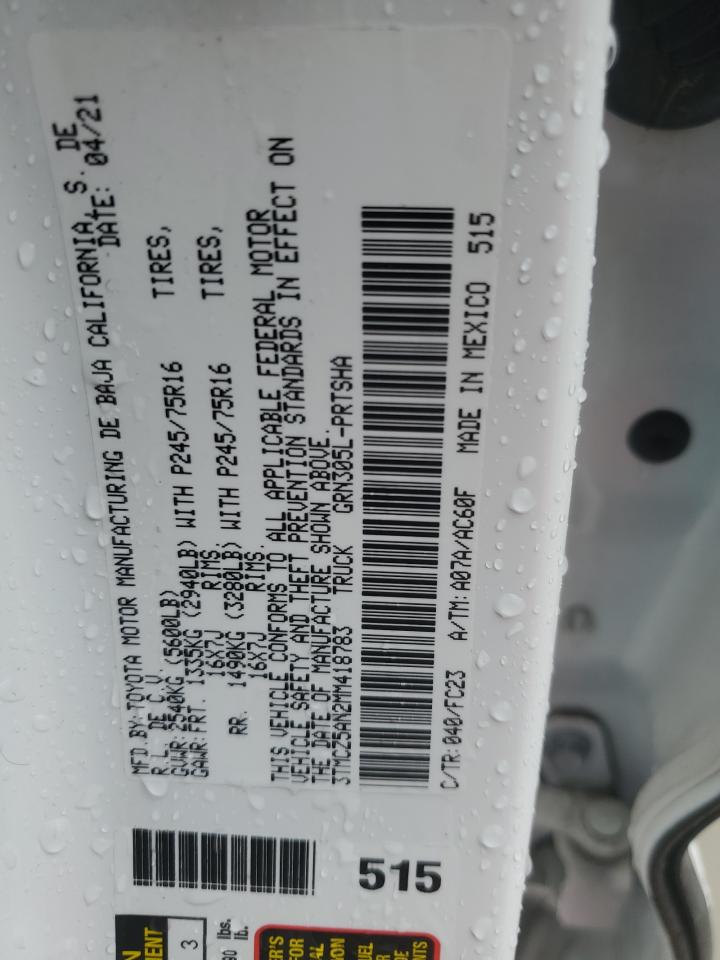 MFD.BY:TOYOTA MOTOR MANUFACTURING DE BAJA CALIFORNIA, S. DE
R.L. DE C.V DATE: 04/21
GVWR:2540KG (5600LB)
GAWR:FRT. 1335KG (2940LB) WITH P245/75R16 TIRES,
16X7J RIMS.
RR. 1490KG (3280LB) WITH P245/75R16 TIRES,
16X7J RIMS.
THIS VEHICLE CONFORMS TO ALL APPLICABLE FEDERAL MOTOR
VEHICLE SAFETY AND THEFT PREVENTION STANDARDS IN EFFECT ON
THE DATE OF MANUFACTURE SHOWN ABOVE.
3TMCZ5AN2MM418783 TRUCK GRN305L-PRTSHA
C/TR:040/FC23 A/TM:A07A/AC60F MADE IN MEXICO 515
515
3
lbs.
lb.